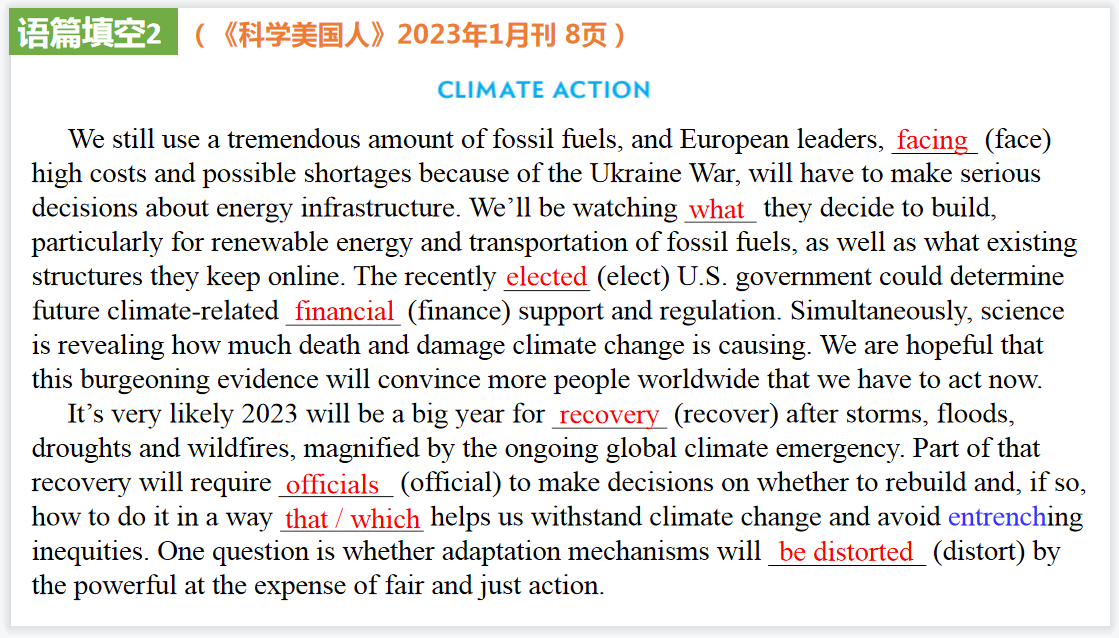 语篇填空2 （《科学美国人》2023年1月刊 8页）
CLIMATE ACTION
We still use a tremendous amount of fossil fuels, and European leaders, facing (face)
high costs and possible shortages because of the Ukraine War, will have to make serious
decisions about energy infrastructure. We’ll be watching what they decide to build,
particularly for renewable energy and transportation of fossil fuels, as well as what existing
structures they keep online. The recently elected (elect) U.S. government could determine
future climate-related financial (finance) support and regulation. Simultaneously, science
is revealing how much death and damage climate change is causing. We are hopeful that
this burgeoning evidence will convince more people worldwide that we have to act now.
It’s very likely 2023 will be a big year for recovery (recover) after storms, floods,
droughts and wildfires, magnified by the ongoing global climate emergency. Part of that
recovery will require officials (official) to make decisions on whether to rebuild and, if so,
how to do it in a way that / which helps us withstand climate change and avoid entrenching
inequities. One question is whether adaptation mechanisms will be distorted (distort) by
the powerful at the expense of fair and just action.